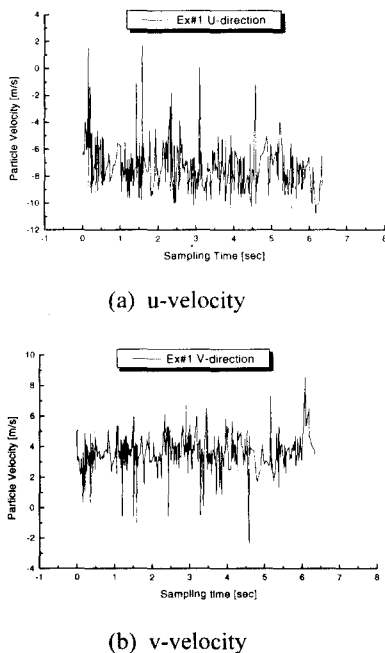 Ex#1 U-direction
4
2
0
-2
-4
-6
-8
-10
-12
Particle Velocity [m/s]
-1 0 1 2 3 4 5 6 7 8
Sampling Time [sec]
(a) u-velocity
Ex#1 V-direction
10
8
6
4
2
0
-2
-4
Particle Velocity [m/s]
-1 0 1 2 3 4 5 6 7 8
Sampling time [sec]
(b) v-velocity